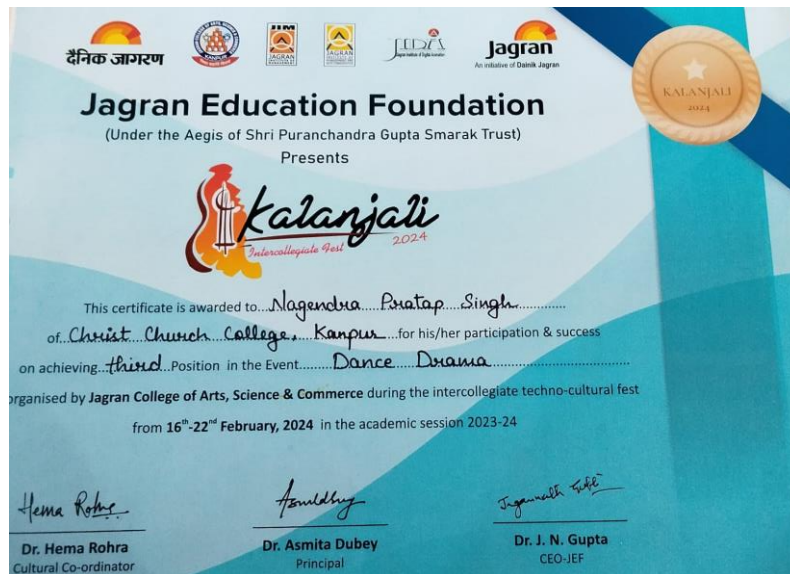 दैनिक जागरण
KANPUR
JIM
JAGRAN
JAGRAN
Jagran
An initiative of Dainik Jagran
KALANJALI
2024
Jagran Education Foundation
(Under the Aegis of Shri Puranchandra Gupta Smarak Trust)
Presents
Kalanjali
Intercollegiate Fest 2024
This certificate is awarded to...Nagendra Pratap Singh
of...Christ Church College, Kanpur...for his/her participation & success
on achieving...third...Position in the Event...Dance Drama
organised by Jagran College of Arts, Science & Commerce during the intercollegiate techno-cultural fest
from 16th-22nd February, 2024 in the academic session 2023-24
Hema Rohra
Jagannath Gupta
Dr. Hema Rohra
Cultural Co-ordinator
Dr. Asmita Dubey
Principal
Dr. J. N. Gupta
CEO-JEF